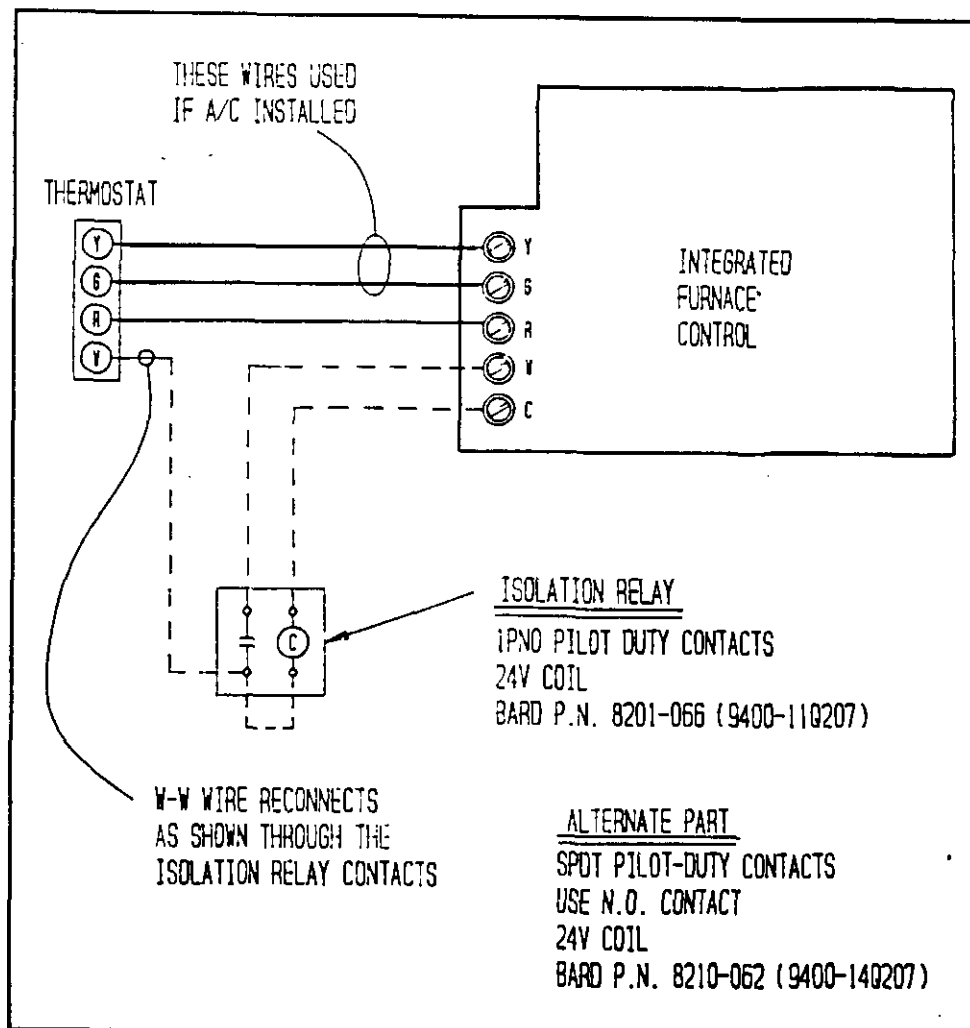 THESE WIRES USED
IF A/C INSTALLED
THERMOSTAT
Y
G
R
W
Y
G
R
W
C
INTEGRATED
FURNACE
CONTROL
C
ISOLATION RELAY
1PNO PILOT DUTY CONTACTS
24V COIL
BARD P.N. 8201-066 (9400-11Q207)
W-W WIRE RECONNECTS
AS SHOWN THROUGH THE
ISOLATION RELAY CONTACTS
ALTERNATE PART
SPDT PILOT-DUTY CONTACTS
USE N.O. CONTACT
24V COIL
BARD P.N. 8210-062 (9400-14Q207)